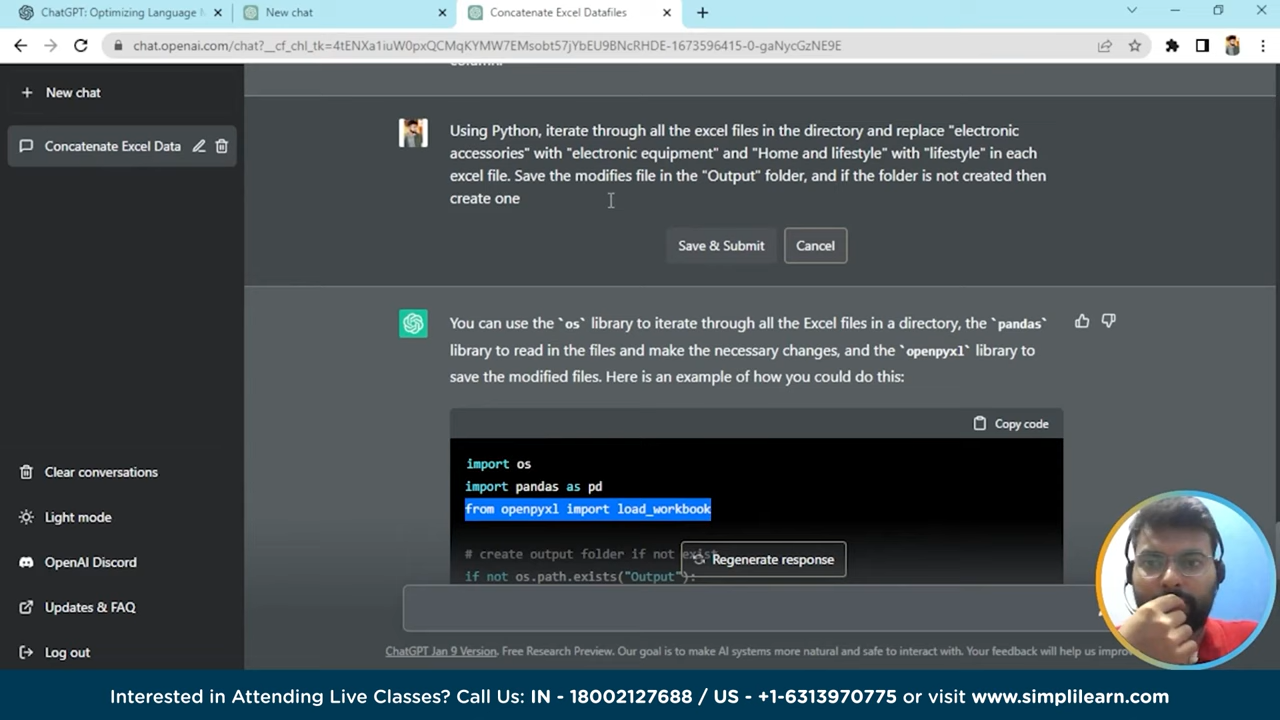 ChatGPT: Optimizing Language
New chat
Concatenate Excel Datafiles
chat.openai.com/chat?__cf_chl_tk=4tENXa1iuW0pxQCMqKYMW7EMsobt57jYbEU9BNcRHDE-1673596415-0-gaNycGzNE9E
New chat
Concatenate Excel Data
Using Python, iterate through all the excel files in the directory and replace "electronic
accessories" with "electronic equipment" and "Home and lifestyle" with "lifestyle" in each
excel file. Save the modifies file in the "Output" folder, and if the folder is not created then
create one
Save & Submit
Cancel
You can use the `os` library to iterate through all the Excel files in a directory, the `pandas`
library to read in the files and make the necessary changes, and the `openpyxl` library to
save the modified files. Here is an example of how you could do this:
Copy code
import os
import pandas as pd
from openpyxl import load_workbook
# create output folder if not exist
if not os.path.exists("Output"):
Regenerate response
Clear conversations
Light mode
OpenAI Discord
Updates & FAQ
Log out
ChatGPT Jan 9 Version. Free Research Preview. Our goal is to make AI systems more natural and safe to interact with. Your feedback will help us
Interested in Attending Live Classes? Call Us: IN - 18002127688 / US - +1-6313970775 or visit www.simplilearn.com